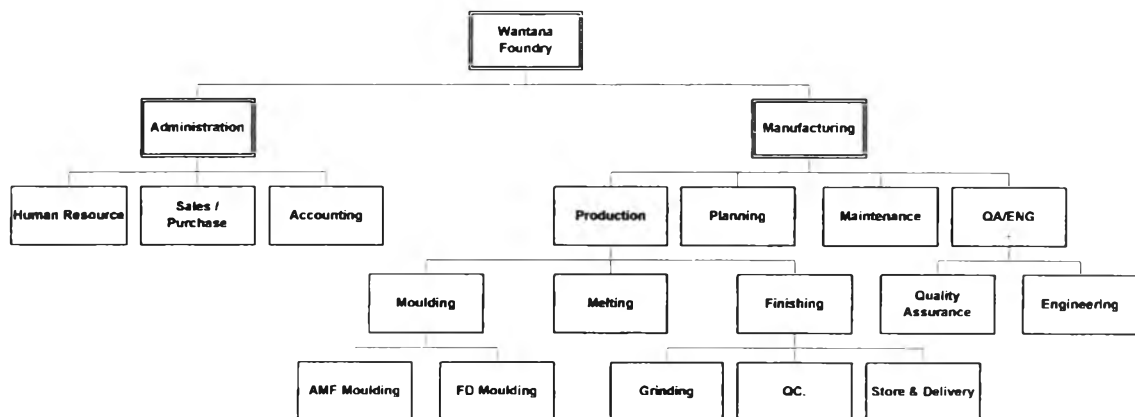 Wantana
Foundry
Administration
Manufacturing
Human Resource
Sales /
Purchase
Accounting
Production
Planning
Maintenance
QA/ENG
Moulding
Melting
Finishing
Quality
Assurance
Engineering
AMF Moulding
FD Moulding
Grinding
QC.
Store & Delivery